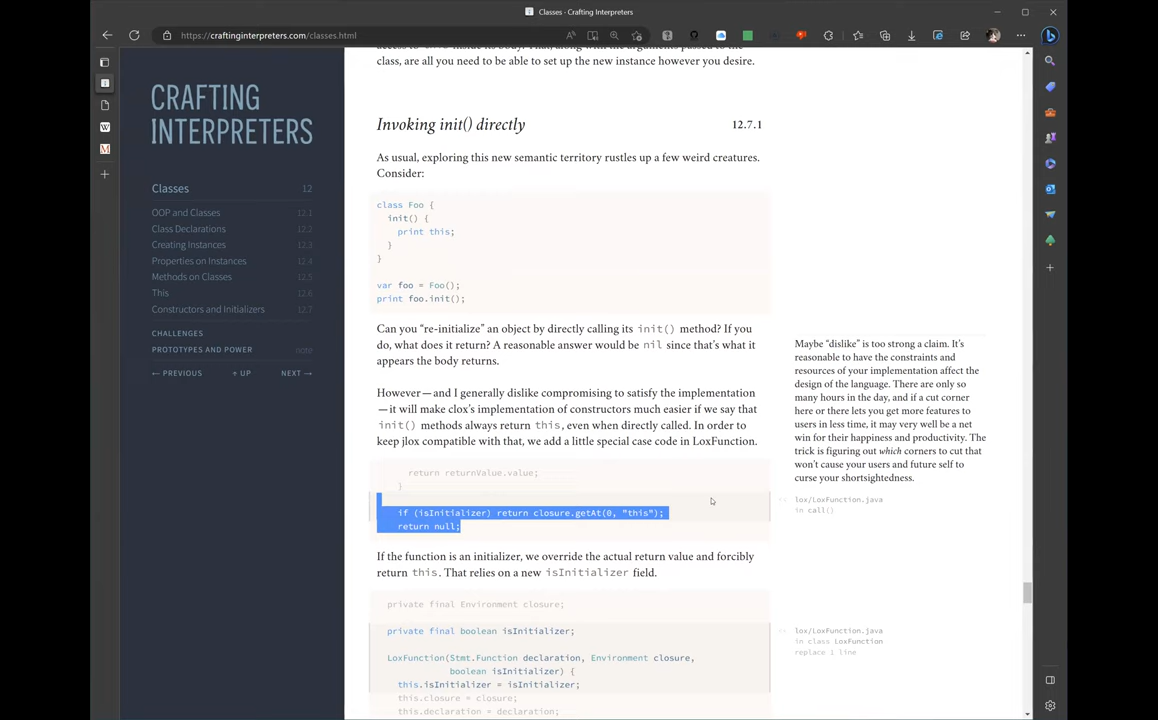 Classes · Crafting Interpreters
https://craftinginterpreters.com/classes.html
CRAFTING
INTERPRETERS
Classes 12
OOP and Classes 12.1
Class Declarations 12.2
Creating Instances 12.3
Properties on Instances 12.4
Methods on Classes 12.5
This 12.6
Constructors and Initializers 12.7
CHALLENGES
PROTOTYPES AND POWER note
← PREVIOUS ↑ UP NEXT →
class, are all you need to be able to set up the new instance however you desire.
Invoking init() directly 12.7.1
As usual, exploring this new semantic territory rustles up a few weird creatures.
Consider:
class Foo {
init() {
print this;
}
}
var foo = Foo();
print foo.init();
Can you “re-initialize” an object by directly calling its init() method? If you
do, what does it return? A reasonable answer would be nil since that’s what it
appears the body returns.
However—and I generally dislike compromising to satisfy the implementation
—it will make clox’s implementation of constructors much easier if we say that
init() methods always return this, even when directly called. In order to
keep jlox compatible with that, we add a little special case code in LoxFunction.
return returnValue.value;
}
if (isInitializer) return closure.getAt(0, "this");
return null;
If the function is an initializer, we override the actual return value and forcibly
return this. That relies on a new isInitializer field.
private final Environment closure;
private final boolean isInitializer;
LoxFunction(Stmt.Function declaration, Environment closure,
boolean isInitializer) {
this.isInitializer = isInitializer;
this.closure = closure;
this.declaration = declaration;
Maybe “dislike” is too strong a claim. It’s
reasonable to have the constraints and
resources of your implementation affect the
design of the language. There are only so
many hours in the day, and if a cut corner
here or there lets you get more features to
users in less time, it may very well be a net
win for their happiness and productivity. The
trick is figuring out which corners to cut that
won’t cause your users and future self to
curse your shortsightedness.
lox/LoxFunction.java
in call()
lox/LoxFunction.java
in class LoxFunction
replace 1 line